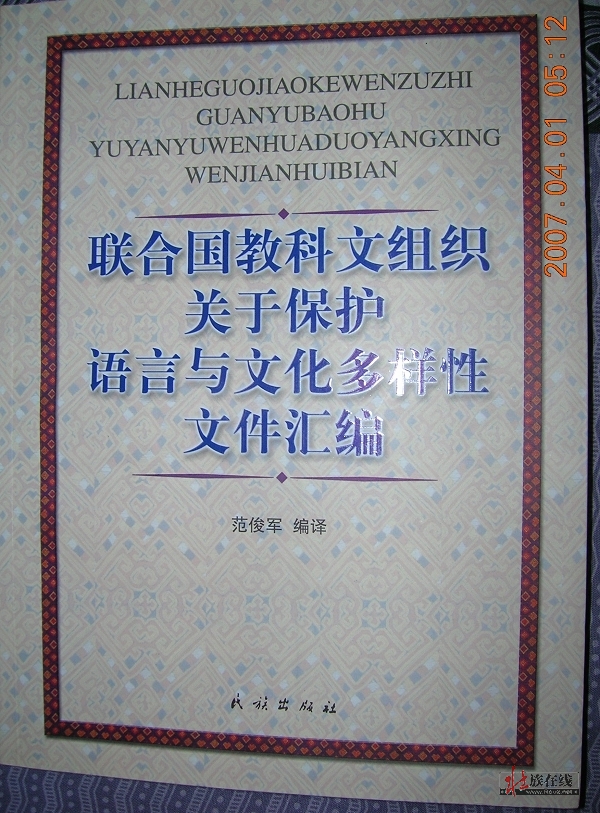 LIANHEGUOJIAOKEWENZUZHI
GUANYUBAOHU
YUYANYUWENHUADUOYANGXING
WENJIANHUIBIAN
联合国教科文组织
关于保护
语言与文化多样性
文件汇编
范俊军 编译
民族出版社
2007.04.01 05:12
族在线